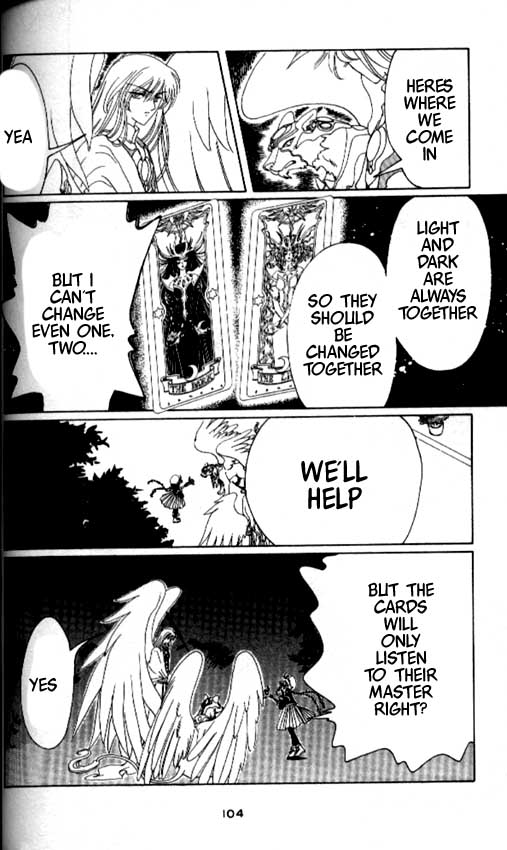 HERES
WHERE
WE
COME
IN
YEA
LIGHT
AND
DARK
ARE
ALWAYS
TOGETHER
SO THEY
SHOULD
BE
CHANGED
TOGETHER
THE DARK
BUT I
CAN'T
CHANGE
EVEN ONE.
TWO....
WE'LL
HELP
BUT THE
CARDS
WILL
ONLY
LISTEN
TO THEIR
MASTER
RIGHT?
YES
104